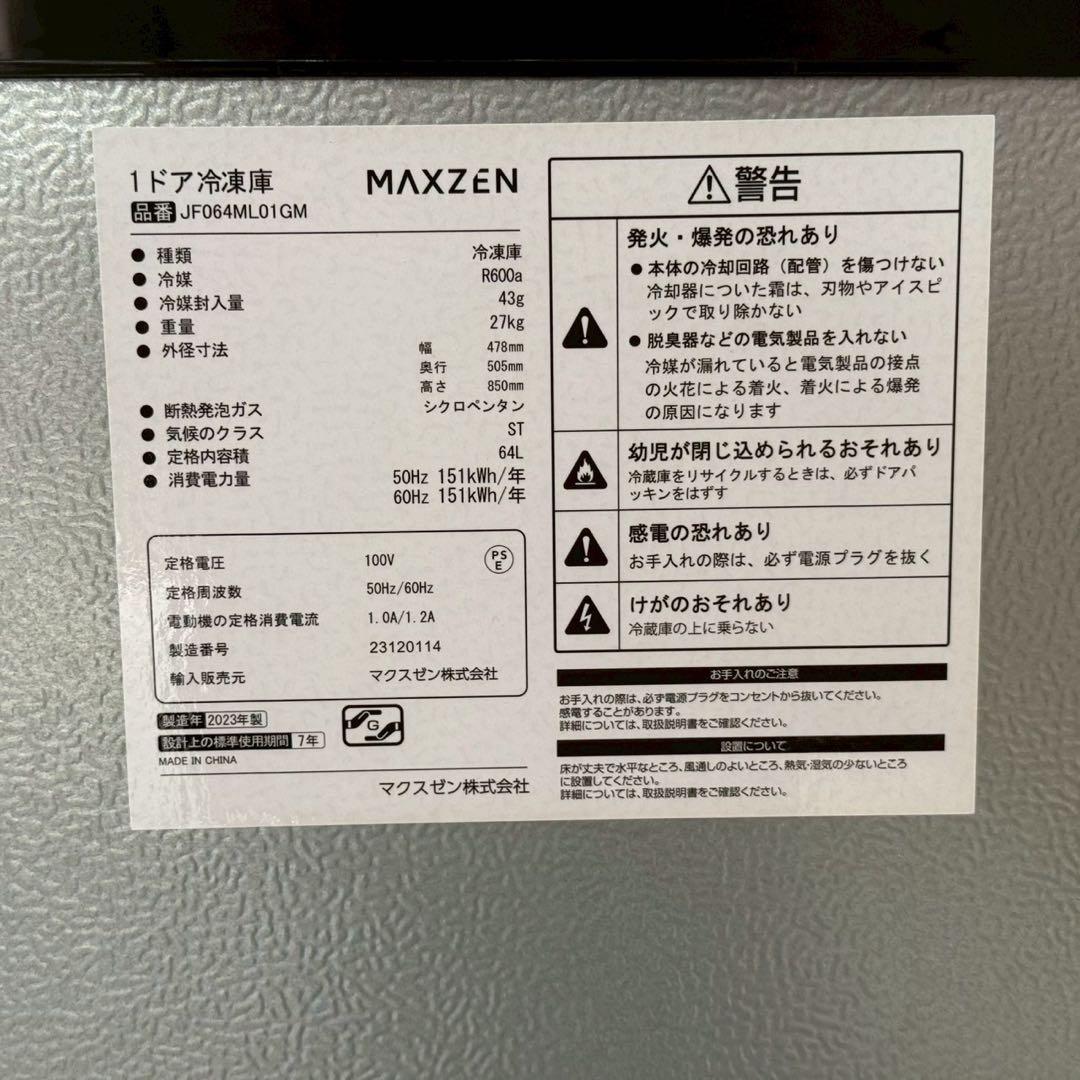 1ドア冷凍庫 MAXZEN
品番 JF064ML01GM
● 種類 冷凍庫
● 冷媒 R600a
● 冷媒封入量 43g
● 重量 27kg
● 外径寸法 幅 478mm
奥行 505mm
高さ 850mm
● 断熱発泡ガス シクロペンタン
● 気候のクラス ST
● 定格内容積 64L
● 消費電力量 50Hz 151kWh/年
60Hz 151kWh/年
定格電圧 100V PSE
定格周波数 50Hz/60Hz
電動機の定格消費電流 1.0A/1.2A
製造番号 23120114
輸入販売元 マクスゼン株式会社
製造年 2023年製
設計上の標準使用期間 7年
G
MADE IN CHINA
マクスゼン株式会社
警告
発火・爆発の恐れあり
● 本体の冷却回路（配管）を傷つけない
冷却器についた霜は、刃物やアイスピ
ックで取り除かない
● 脱臭器などの電気製品を入れない
冷媒が漏れていると電気製品の接点
の火花による着火、着火による爆発
の原因になります
幼児が閉じ込められるおそれあり
冷蔵庫をリサイクルするときは、必ずドアパ
ッキンをはずす
感電の恐れあり
お手入れの際は、必ず電源プラグを抜く
けがのおそれあり
冷蔵庫の上に乗らない
お手入れのご注意
お手入れの際は、必ず電源プラグをコンセントから抜いてください。
感電することがあります。
詳細については、取扱説明書をご確認ください。
設置について
床が丈夫で水平なところ、風通しのよいところ、熱気・湿気の少ないところ
に設置してください。
詳細については、取扱説明書をご確認ください。